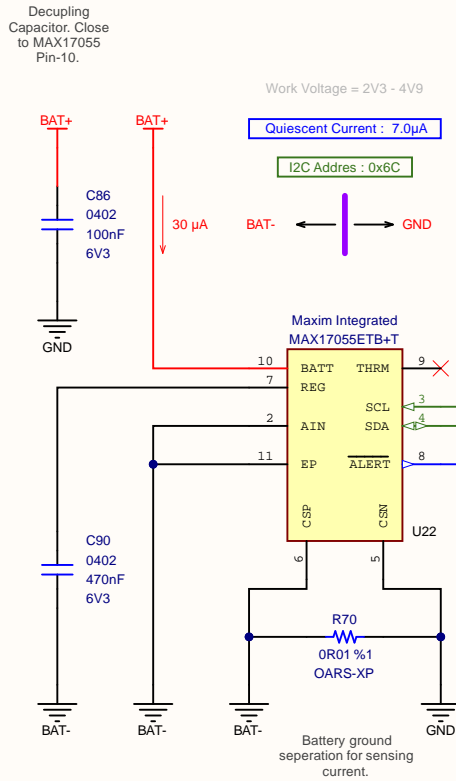 Decupling
Capacitor. Close
to MAX17055
Pin-10.
Work Voltage = 2V3 - 4V9
BAT+
BAT+
Quiescent Current :  7.0µA
I2C Addres : 0x6C
C86
0402
100nF
6V3
30 µA
BAT-
GND
GND
Maxim Integrated
MAX17055ETB+T
10
BATT
THRM
9
7
REG
SCL
3
2
AIN
SDA
4
11
EP
ALERT
8
CSP
CSN
U22
6
5
C90
0402
470nF
6V3
R70
0R01 %1
OARS-XP
BAT-
BAT-
BAT-
GND
Battery ground
seperation for sensing
current.